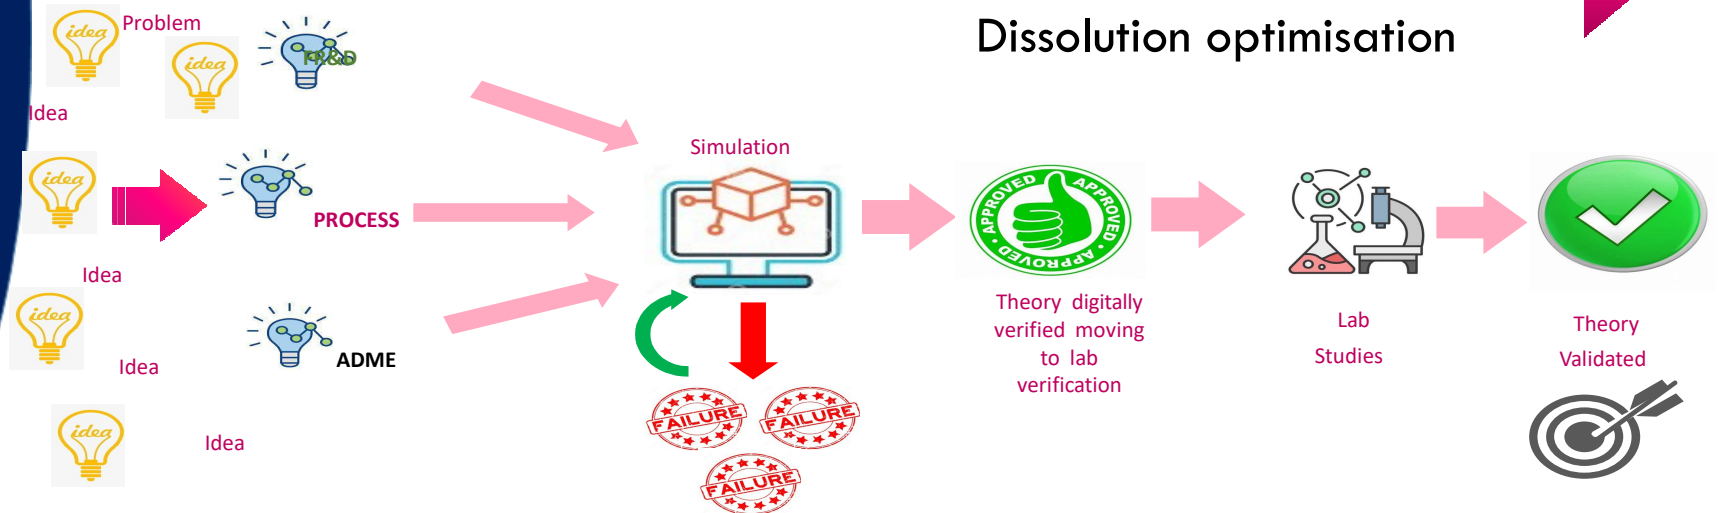 Dissolution optimisation
Problem
idea
idea
FR&D
Idea
idea
PROCESS
Idea
idea
ADME
Idea
idea
Idea
Simulation
FAILURE
FAILURE
FAILURE
APPROVED · APPROVED · APPROVED ·
Theory digitally
verified moving
to lab
verification
Lab
Studies
Theory
Validated